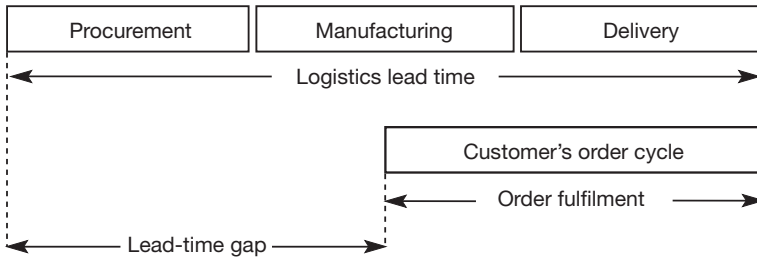 Procurement Manufacturing Delivery
Logistics lead time
Customer’s order cycle
Order fulfilment
Lead-time gap